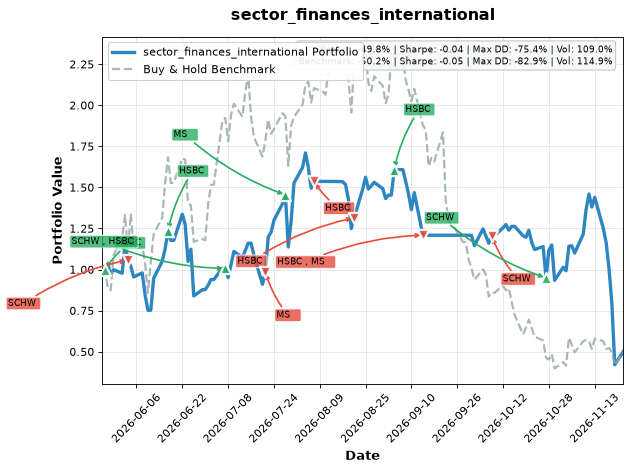 sector_finances_international
sector_finances_international Portfolio
Buy & Hold Benchmark
49.8% | Sharpe: -0.04 | Max DD: -75.4% | Vol: 109.0%
50.2% | Sharpe: -0.05 | Max DD: -82.9% | Vol: 114.9%
Portfolio Value
2.25
2.00
1.75
1.50
1.25
1.00
0.75
0.50
HSBC
MS
HSBC
HSBC
SCHW
SCHW , HSBC ,
HSBC
HSBC , MS
SCHW
SCHW
MS
2026-06-06
2026-06-22
2026-07-08
2026-07-24
2026-08-09
2026-08-25
2026-09-10
2026-09-26
2026-10-12
2026-10-28
2026-11-13
Date